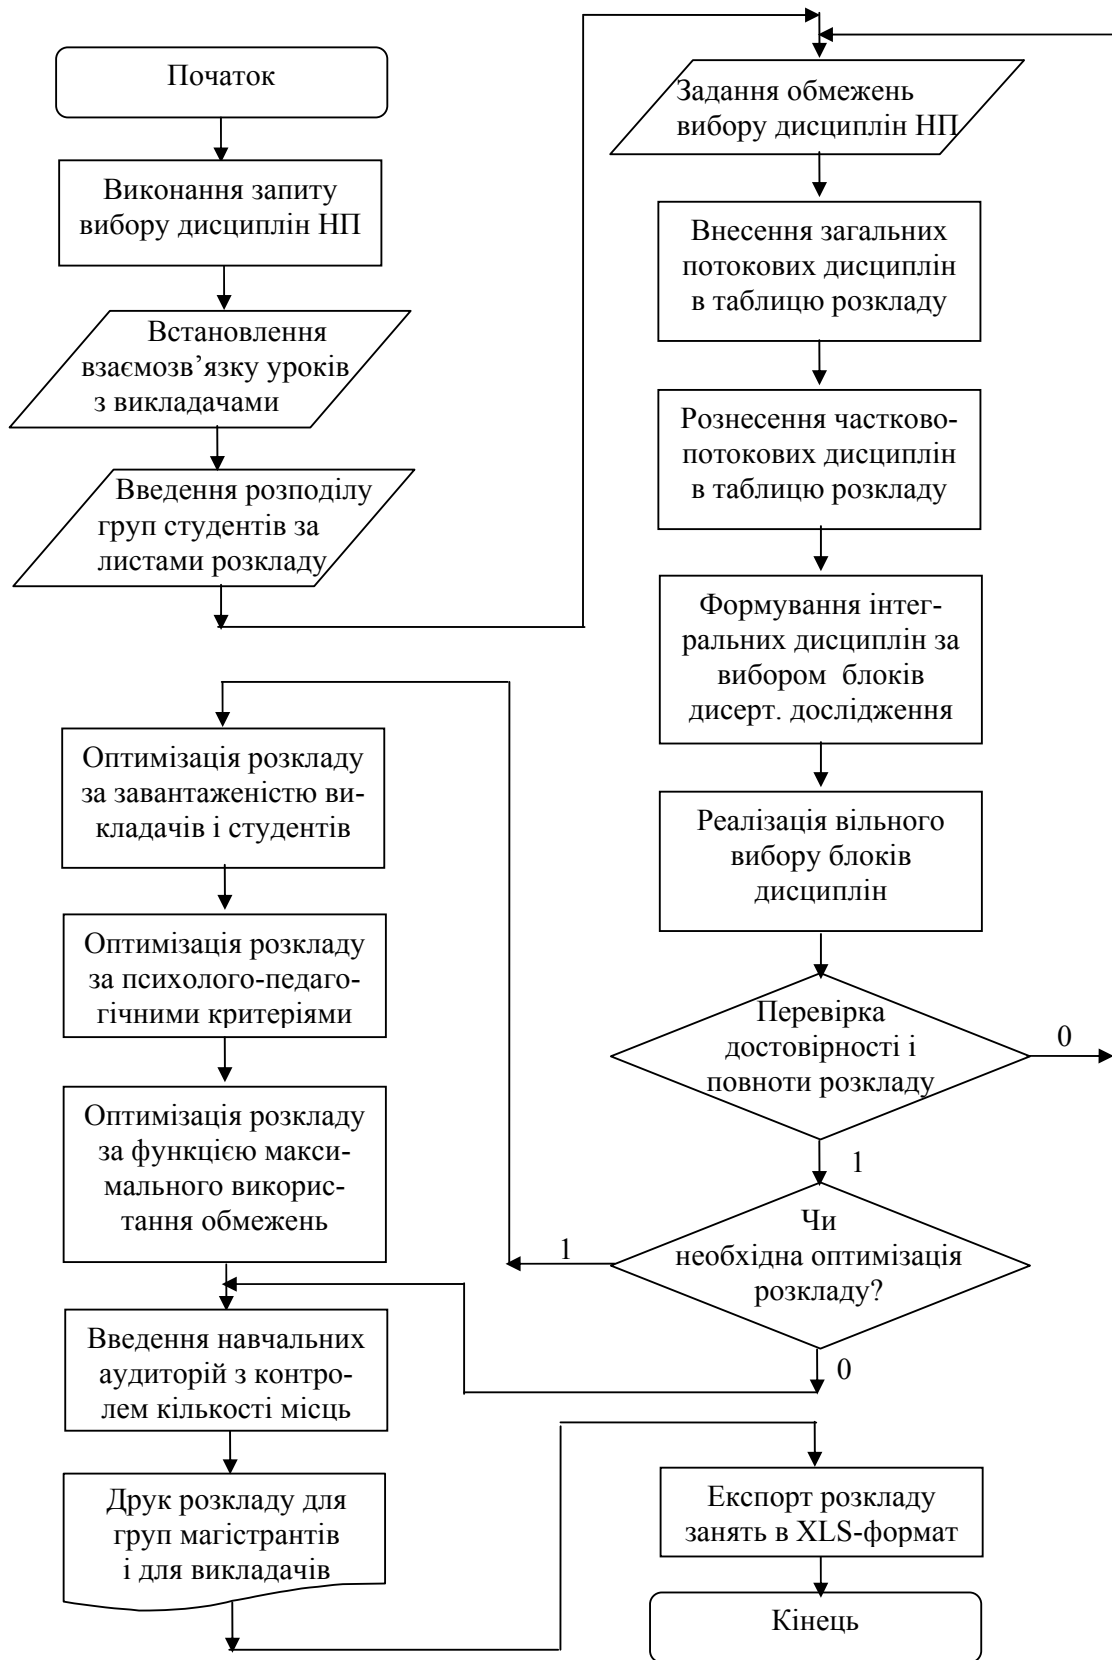 Початок
Виконання запиту
вибору дисциплін НП
Встановлення
взаємозв’язку уроків
з викладачами
Введення розподілу
груп студентів за
листами розкладу
Задання обмежень
вибору дисциплін НП
Внесення загальних
потокових дисциплін
в таблицю розкладу
Рознесення частково-
потокових дисциплін
в таблицю розкладу
Формування інтег-
ральних дисциплін за
вибором блоків
дисерт. дослідження
Реалізація вільного
вибору блоків
дисциплін
Перевірка
достовірності і
повноти розкладу
0
1
Чи
необхідна оптимізація
розкладу?
1
0
Оптимізація розкладу
за завантаженістю ви-
кладачів і студентів
Оптимізація розкладу
за психолого-педаго-
гічними критеріями
Оптимізація розкладу
за функцією макси-
мального викорис-
тання обмежень
Введення навчальних
аудиторій з контро-
лем кількості місць
Друк розкладу для
груп магістрантів
і для викладачів
Експорт розкладу
занять в XLS-формат
Кінець